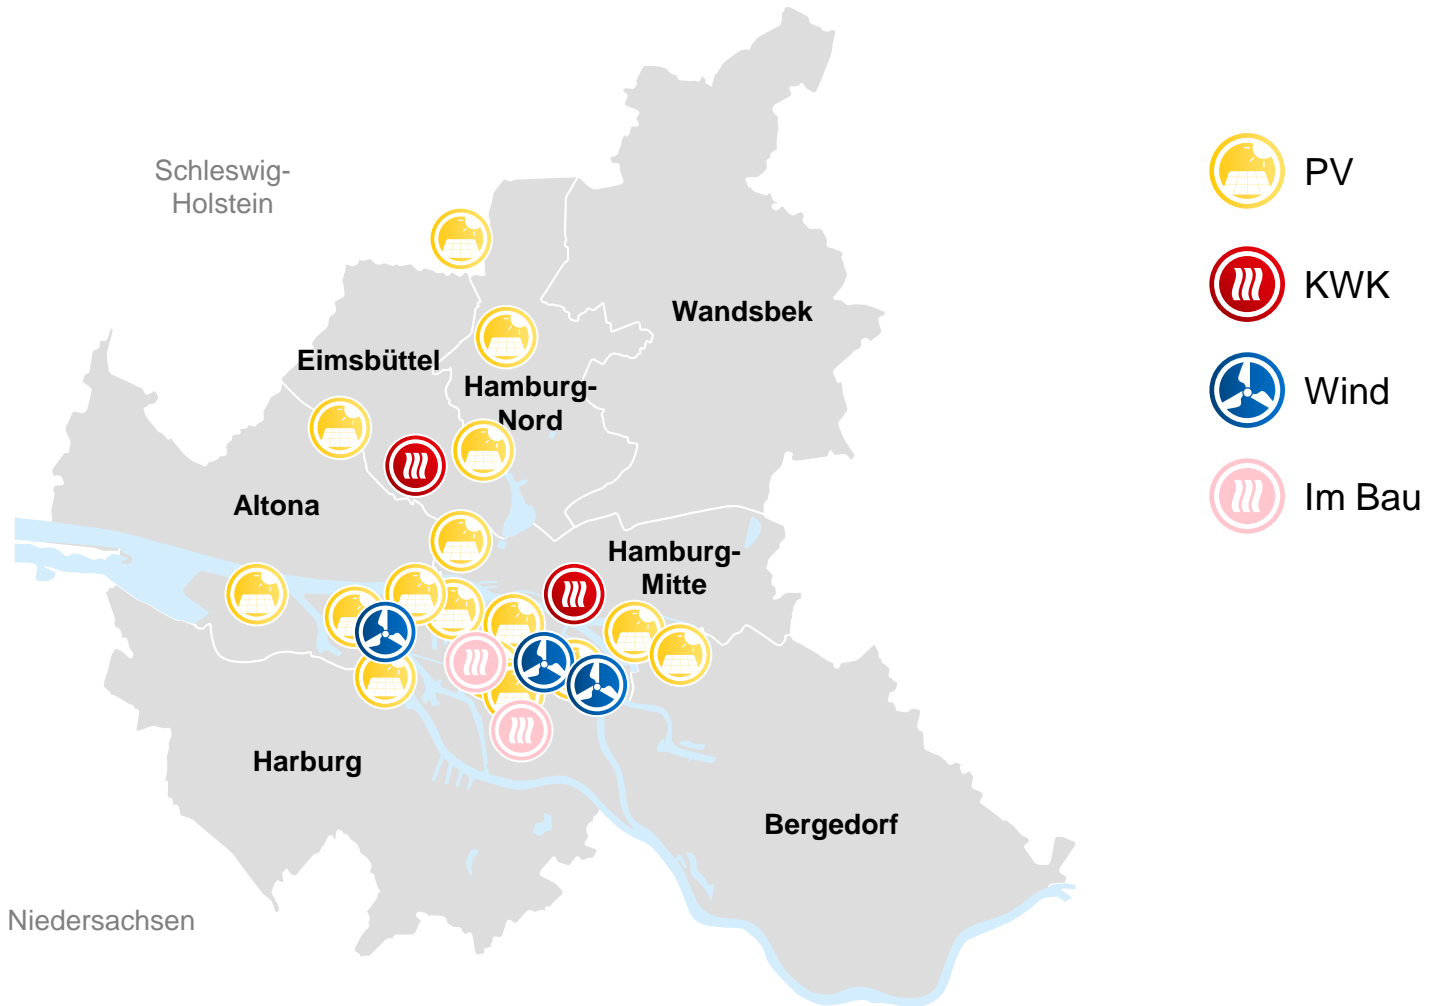 Schleswig-
Holstein
Wandsbek
Eimsbüttel
Hamburg-
Nord
Altona
Hamburg-
Mitte
Harburg
Bergedorf
Niedersachsen
PV
KWK
Wind
Im Bau